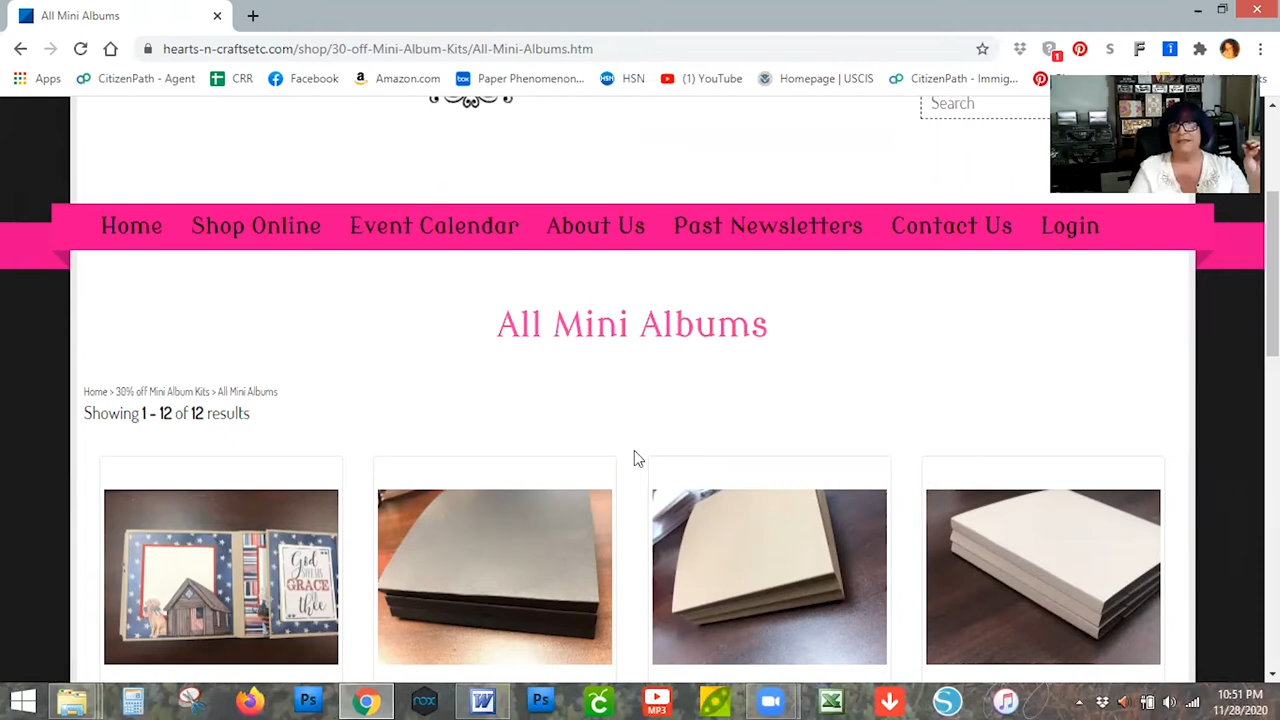 All Mini Albums
hearts-n-craftsetc.com/shop/30-off-Mini-Album-Kits/All-Mini-Albums.htm
Apps CitizenPath - Agent CRR Facebook Amazon.com Paper Phenomenon... HSN (1) YouTube Homepage | USCIS CitizenPath - Immig...
Search
Home Shop Online Event Calendar About Us Past Newsletters Contact Us Login
All Mini Albums
Home > 30% off Mini Album Kits > All Mini Albums
Showing 1 - 12 of 12 results
God
GRACE
thee
10:51 PM
11/28/2020